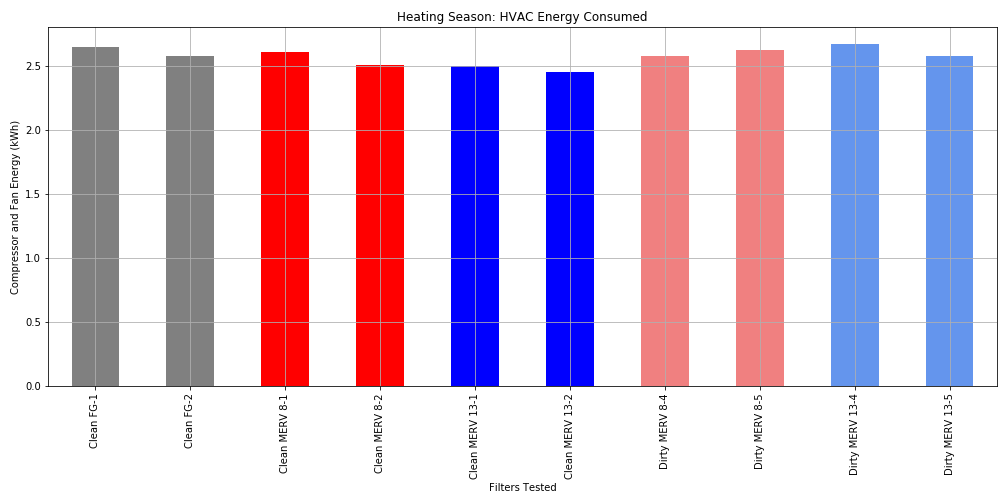 Heating Season: HVAC Energy Consumed
Compressor and Fan Energy (kWh)
2.5
2.0
1.5
1.0
0.5
0.0
Clean FG-1
Clean FG-2
Clean MERV 8-1
Clean MERV 8-2
Clean MERV 13-1
Clean MERV 13-2
Dirty MERV 8-4
Dirty MERV 8-5
Dirty MERV 13-4
Dirty MERV 13-5
Filters Tested